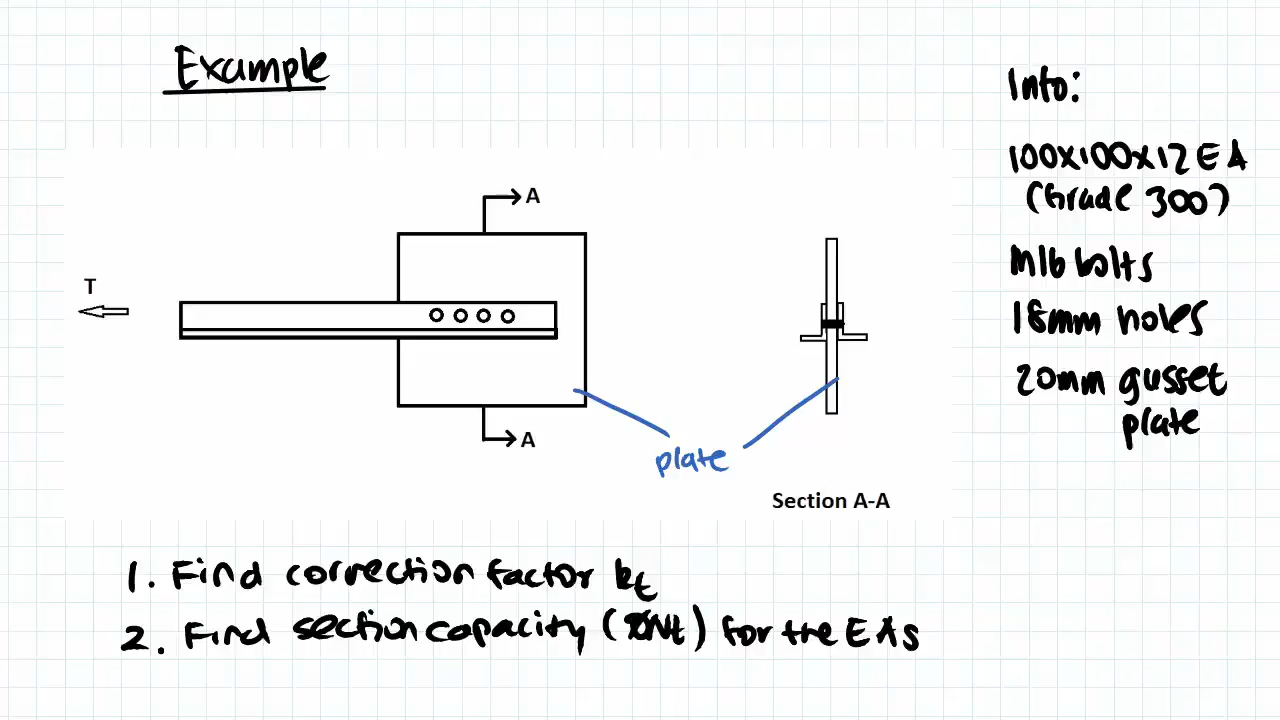 Example
A
T
A
plate
Section A-A
Info:
100x100x12 EA
(Grade 300)
M16 bolts
18mm holes
20mm gusset
plate
1. Find correction factor kt
2. Find section capacity (ØNt) for the EAs